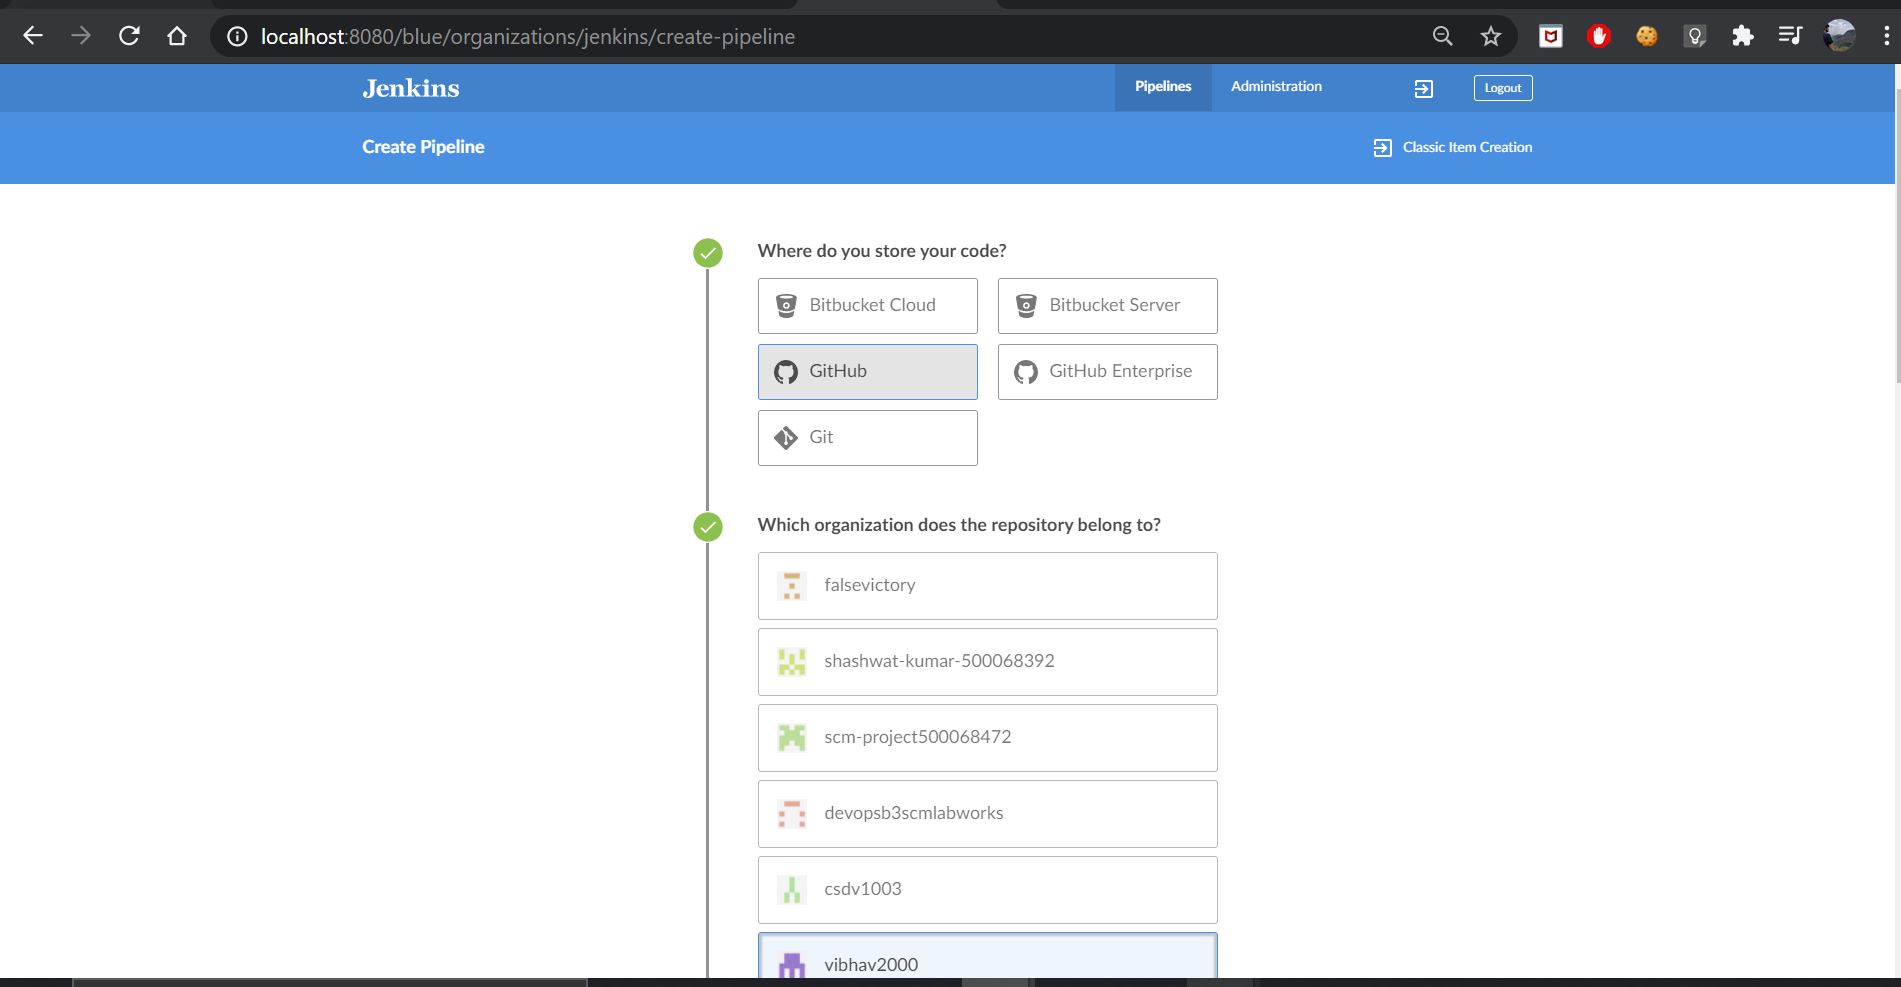 localhost:8080/blue/organizations/jenkins/create-pipeline
Jenkins
Pipelines
Administration
Logout
Create Pipeline
Classic Item Creation
Where do you store your code?
Bitbucket Cloud
Bitbucket Server
GitHub
GitHub Enterprise
Git
Which organization does the repository belong to?
falsevictory
shashwat-kumar-500068392
scm-project500068472
devopsb3scmlabworks
csdv1003
vibhav2000